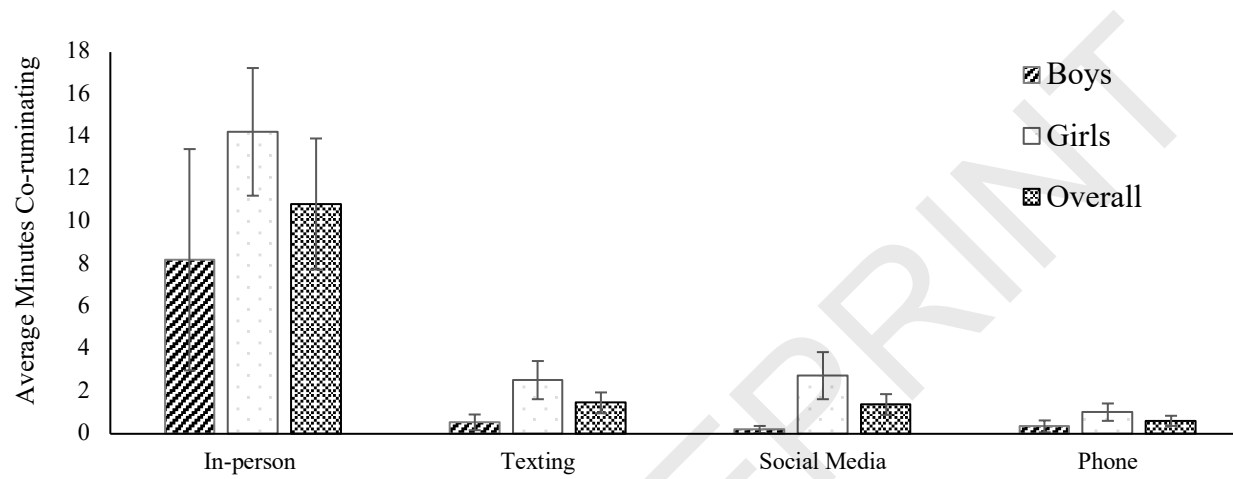 Average Minutes Co-ruminating
18
16
14
12
10
8
6
4
2
0
Boys
Girls
Overall
In-person Texting Social Media Phone
EPRINT